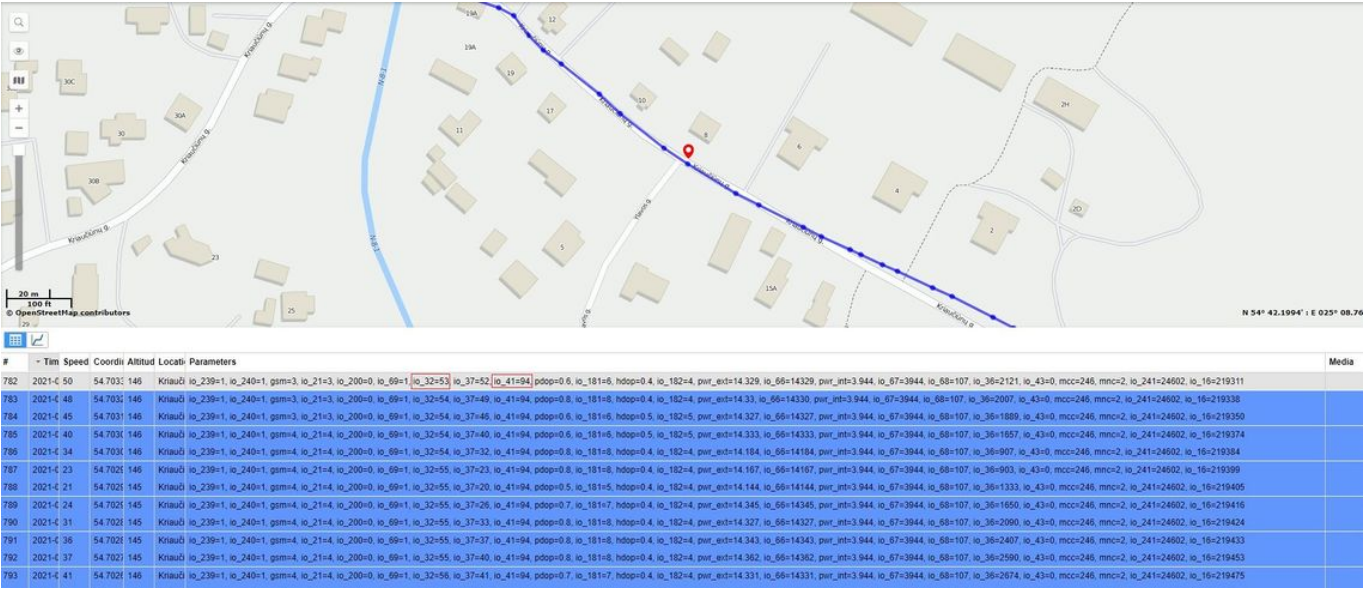 19A
12
Kriaučiūnų g.
19A
30C
19
N-8-1
10
30A
17
Kriaučiūnų g.
2H
11
30
8
6
Kriaučiūnų g.
Kriaučiūnų g.
30B
4
2D
Kriaučiūnų g.
Kriaučiūnų g.
2
N-8-1
5
23
15A
20 m
100 ft
25
Kriaučiūnų g.
© OpenStreetMap contributors
N 54º 42.1994' : E 025º 08.76
29
# Tim Speed Coordi Altitud Locati Parameters Media
782 2021-0 50 54.7033 146 Kriauči io_239=1, io_240=1, gsm=3, io_21=3, io_200=0, io_69=1, io_32=53, io_37=52, io_41=94, pdop=0.6, io_181=6, hdop=0.4, io_182=4, pwr_ext=14.329, io_66=14329, pwr_int=3.944, io_67=3944, io_68=107, io_36=2121, io_43=0, mcc=246, mnc=2, io_241=24602, io_16=219311
783 2021-0 48 54.7032 146 Kriauči io_239=1, io_240=1, gsm=3, io_21=3, io_200=0, io_69=1, io_32=54, io_37=49, io_41=94, pdop=0.8, io_181=8, hdop=0.4, io_182=4, pwr_ext=14.33, io_66=14330, pwr_int=3.944, io_67=3944, io_68=107, io_36=2007, io_43=0, mcc=246, mnc=2, io_241=24602, io_16=219338
784 2021-0 45 54.7031 146 Kriauči io_239=1, io_240=1, gsm=3, io_21=3, io_200=0, io_69=1, io_32=54, io_37=46, io_41=94, pdop=0.6, io_181=6, hdop=0.5, io_182=5, pwr_ext=14.327, io_66=14327, pwr_int=3.944, io_67=3944, io_68=107, io_36=1889, io_43=0, mcc=246, mnc=2, io_241=24602, io_16=219350
785 2021-0 40 54.7030 146 Kriauči io_239=1, io_240=1, gsm=4, io_21=4, io_200=0, io_69=1, io_32=54, io_37=40, io_41=94, pdop=0.6, io_181=6, hdop=0.5, io_182=5, pwr_ext=14.333, io_66=14333, pwr_int=3.944, io_67=3944, io_68=107, io_36=1657, io_43=0, mcc=246, mnc=2, io_241=24602, io_16=219374
786 2021-0 34 54.7030 146 Kriauči io_239=1, io_240=1, gsm=4, io_21=4, io_200=0, io_69=1, io_32=54, io_37=32, io_41=94, pdop=0.8, io_181=8, hdop=0.4, io_182=4, pwr_ext=14.184, io_66=14184, pwr_int=3.944, io_67=3944, io_68=107, io_36=907, io_43=0, mcc=246, mnc=2, io_241=24602, io_16=219384
787 2021-0 23 54.7029 146 Kriauči io_239=1, io_240=1, gsm=4, io_21=4, io_200=0, io_69=1, io_32=55, io_37=23, io_41=94, pdop=0.8, io_181=8, hdop=0.4, io_182=4, pwr_ext=14.167, io_66=14167, pwr_int=3.944, io_67=3944, io_68=107, io_36=903, io_43=0, mcc=246, mnc=2, io_241=24602, io_16=219399
788 2021-0 21 54.7029 145 Kriauči io_239=1, io_240=1, gsm=4, io_21=4, io_200=0, io_69=1, io_32=55, io_37=20, io_41=94, pdop=0.5, io_181=5, hdop=0.4, io_182=4, pwr_ext=14.144, io_66=14144, pwr_int=3.944, io_67=3944, io_68=107, io_36=1333, io_43=0, mcc=246, mnc=2, io_241=24602, io_16=219405
789 2021-0 24 54.7029 145 Kriauči io_239=1, io_240=1, gsm=4, io_21=4, io_200=0, io_69=1, io_32=55, io_37=26, io_41=94, pdop=0.7, io_181=7, hdop=0.4, io_182=4, pwr_ext=14.345, io_66=14345, pwr_int=3.944, io_67=3944, io_68=107, io_36=1650, io_43=0, mcc=246, mnc=2, io_241=24602, io_16=219416
790 2021-0 31 54.7028 145 Kriauči io_239=1, io_240=1, gsm=4, io_21=4, io_200=0, io_69=1, io_32=55, io_37=33, io_41=94, pdop=0.8, io_181=8, hdop=0.4, io_182=4, pwr_ext=14.327, io_66=14327, pwr_int=3.944, io_67=3944, io_68=107, io_36=2090, io_43=0, mcc=246, mnc=2, io_241=24602, io_16=219424
791 2021-0 36 54.7028 145 Kriauči io_239=1, io_240=1, gsm=4, io_21=4, io_200=0, io_69=1, io_32=55, io_37=37, io_41=94, pdop=0.8, io_181=8, hdop=0.4, io_182=4, pwr_ext=14.343, io_66=14343, pwr_int=3.944, io_67=3944, io_68=107, io_36=2407, io_43=0, mcc=246, mnc=2, io_241=24602, io_16=219433
792 2021-0 37 54.7027 145 Kriauči io_239=1, io_240=1, gsm=4, io_21=4, io_200=0, io_69=1, io_32=55, io_37=40, io_41=94, pdop=0.8, io_181=8, hdop=0.4, io_182=4, pwr_ext=14.362, io_66=14362, pwr_int=3.944, io_67=3944, io_68=107, io_36=2590, io_43=0, mcc=246, mnc=2, io_241=24602, io_16=219453
793 2021-0 41 54.7026 146 Kriauči io_239=1, io_240=1, gsm=4, io_21=4, io_200=0, io_69=1, io_32=56, io_37=41, io_41=94, pdop=0.7, io_181=7, hdop=0.4, io_182=4, pwr_ext=14.331, io_66=14331, pwr_int=3.944, io_67=3944, io_68=107, io_36=2674, io_43=0, mcc=246, mnc=2, io_241=24602, io_16=219475